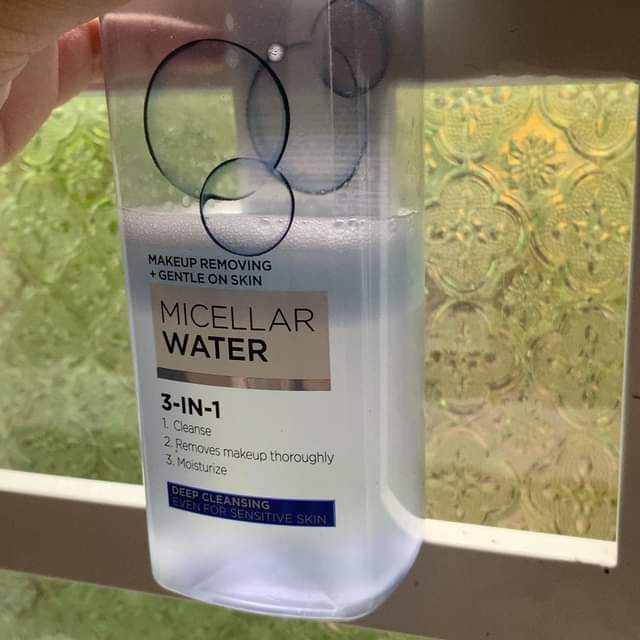 MAKEUP REMOVING
+ GENTLE ON SKIN
MICELLAR
WATER
3-IN-1
1. Cleanse
2. Removes makeup thoroughly
3. Moisturize
DEEP CLEANSING
EVEN FOR SENSITIVE SKIN